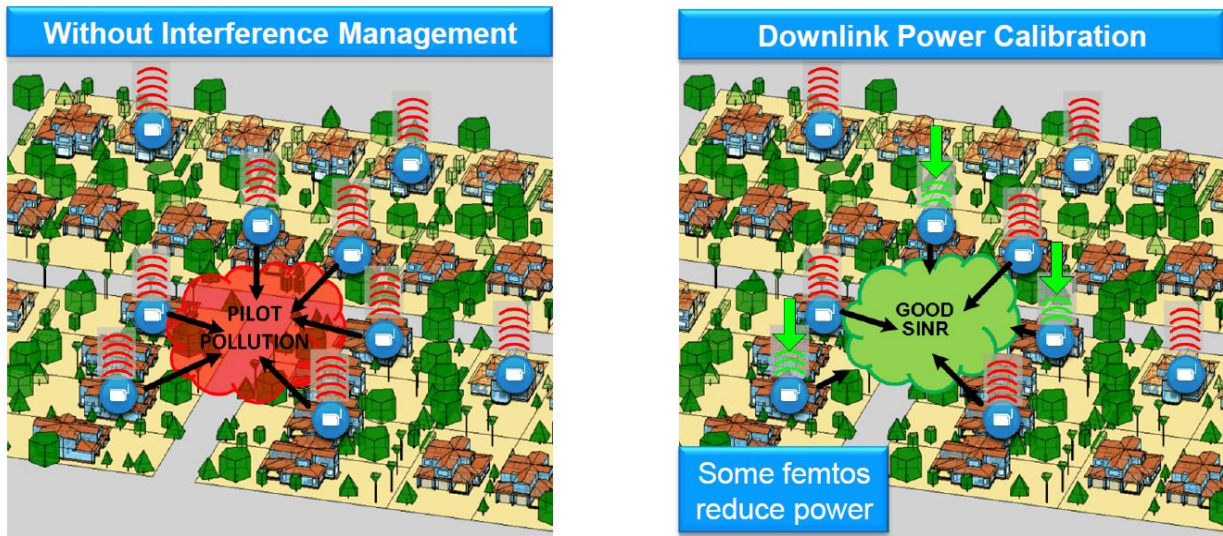 Without Interference Management
PILOT
POLLUTION
Downlink Power Calibration
GOOD
SINR
Some femtos
reduce power